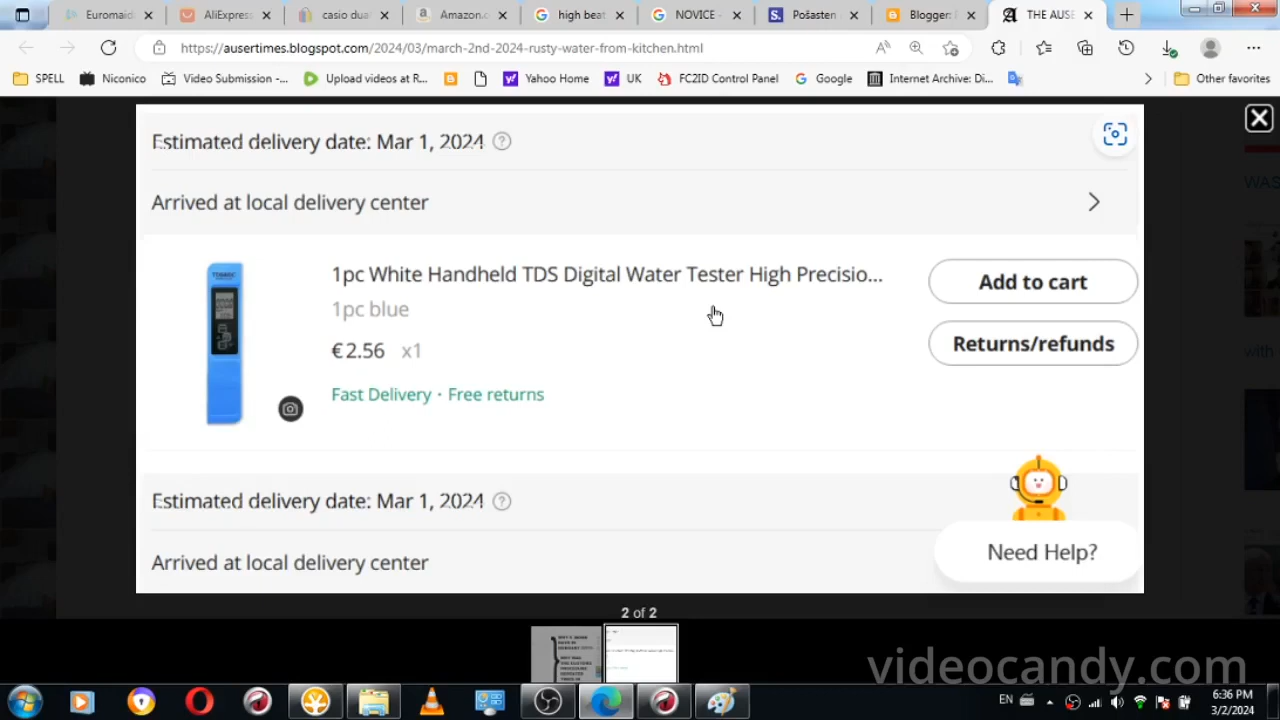 Euromaid
AliExpress
casio dua
Amazon.c
high beat
NOVICE -
Pošasten
Blogger:
THE AUSE
https://ausertimes.blogspot.com/2024/03/march-2nd-2024-rusty-water-from-kitchen.html
SPELL
Niconico
Video Submission -...
Upload videos at R...
Yahoo Home
UK
FC2ID Control Panel
Google
Internet Archive: Di...
Other favorites
Estimated delivery date: Mar 1, 2024
Arrived at local delivery center
1pc White Handheld TDS Digital Water Tester High Precisio...
1pc blue
€2.56 x1
Fast Delivery · Free returns
Add to cart
Returns/refunds
Estimated delivery date: Mar 1, 2024
Arrived at local delivery center
Need Help?
2 of 2
WAS
with
videocandy.com
EN
6:36 PM
3/2/2024